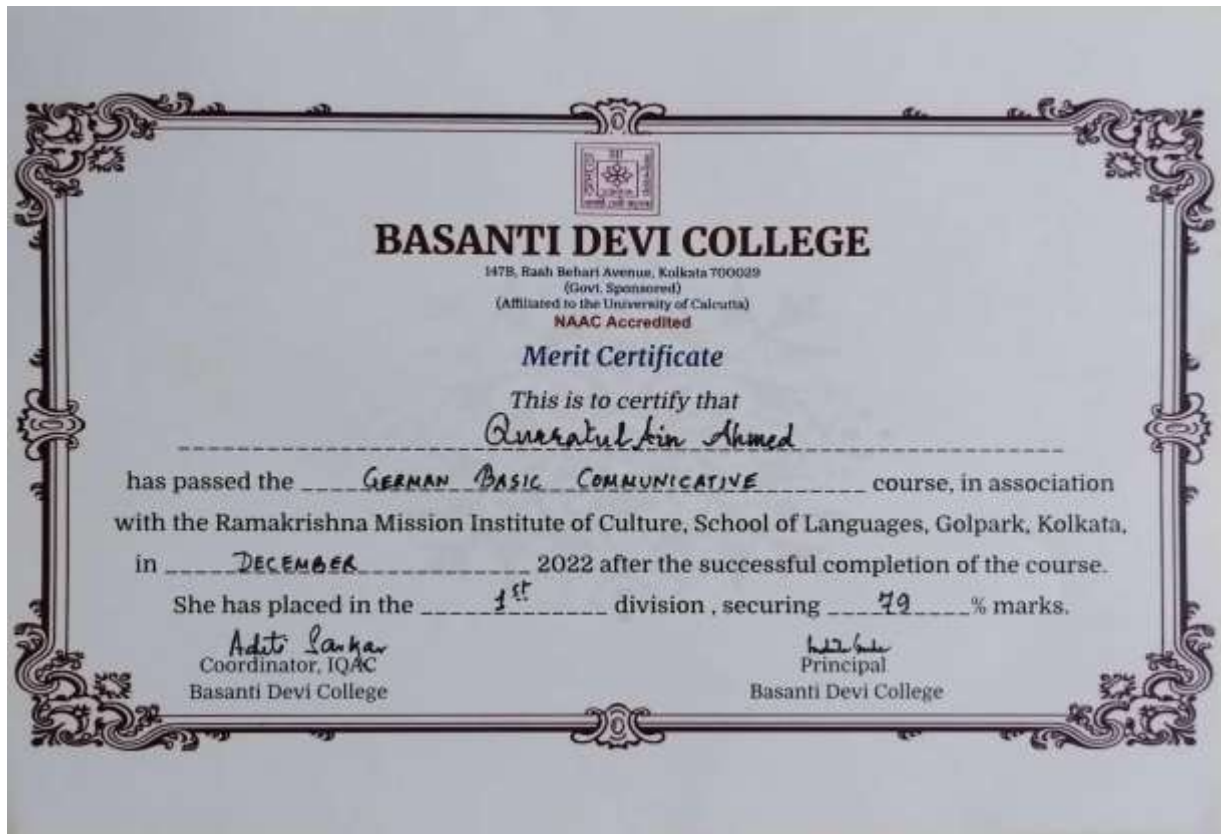 BASANTI DEVI COLLEGE
147B, Rash Behari Avenue, Kolkata 700029
(Govt. Sponsored)
(Affiliated to the University of Calcutta)
NAAC Accredited
Merit Certificate
This is to certify that
Qurratul Ain Ahmed
has passed the GERMAN BASIC COMMUNICATIVE course, in association
with the Ramakrishna Mission Institute of Culture, School of Languages, Golpark, Kolkata,
in DECEMBER 2022 after the successful completion of the course.
She has placed in the 1st division , securing 79 % marks.
Aditi Sarkar
Coordinator, IQAC
Basanti Devi College
Principal
Basanti Devi College